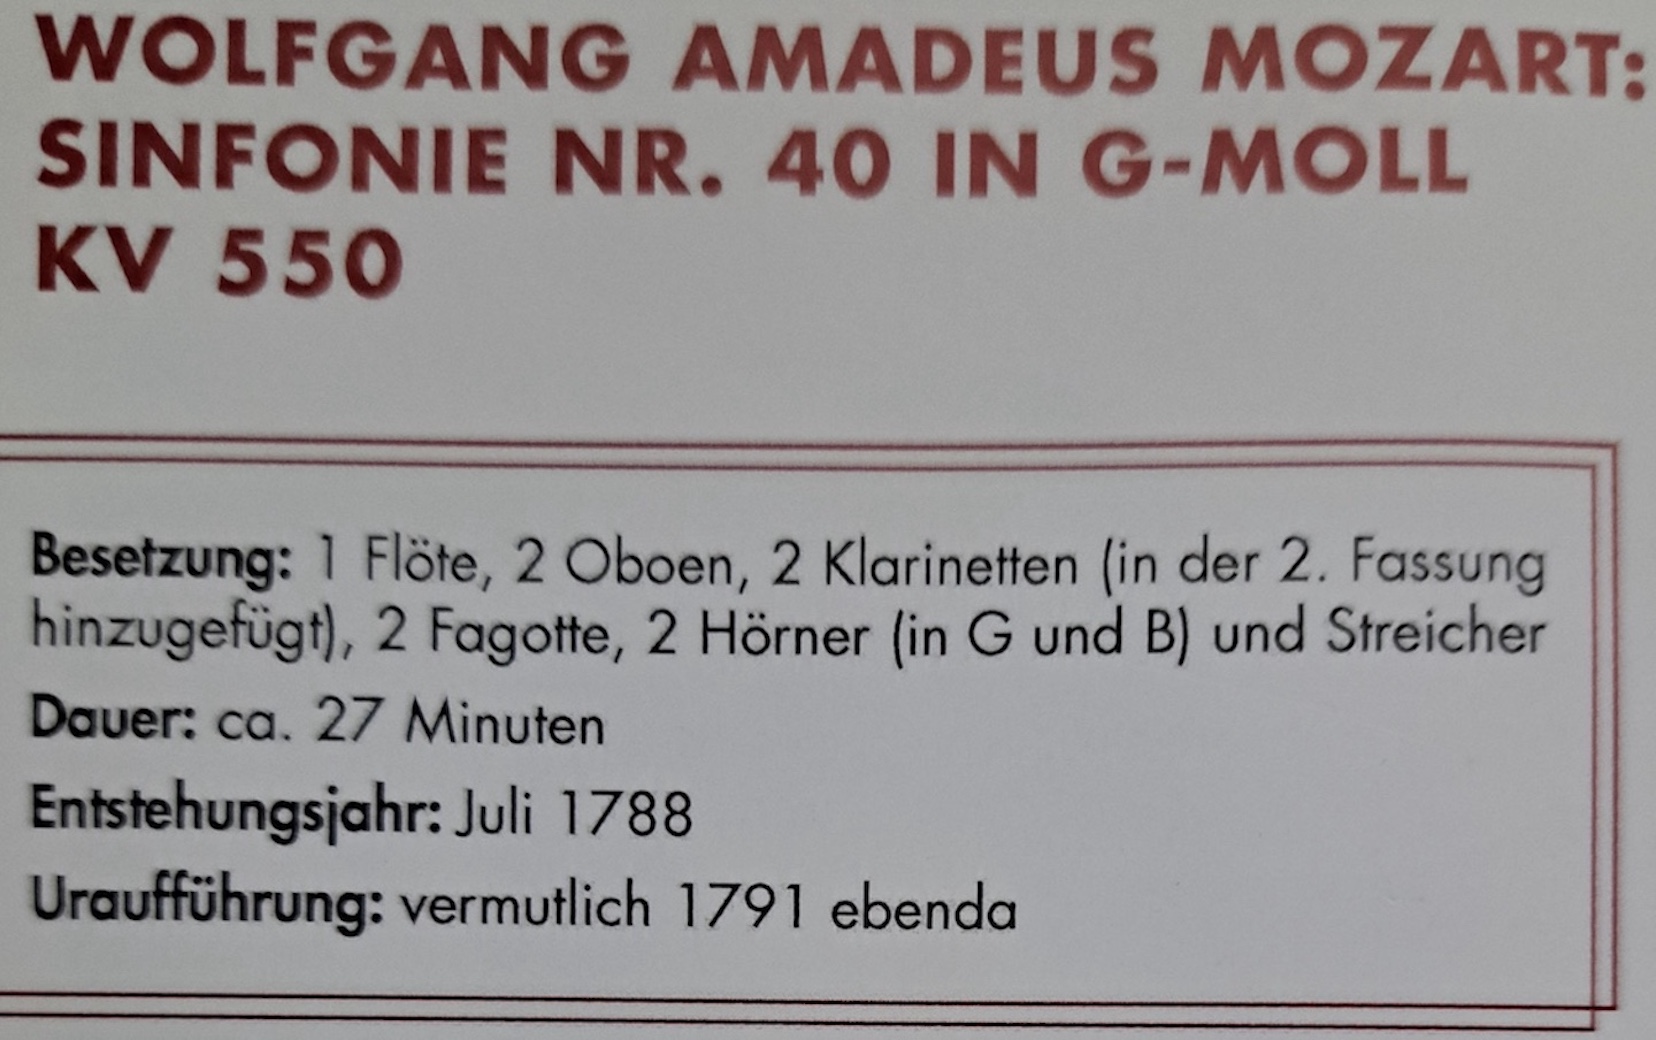 WOLFGANG AMADEUS MOZART:
SINFONIE NR. 40 IN G-MOLL
KV 550
Besetzung: 1 Flöte, 2 Oboen, 2 Klarinetten (in der 2. Fassung
hinzugefügt), 2 Fagotte, 2 Hörner (in G und B) und Streicher
Dauer: ca. 27 Minuten
Entstehungsjahr: Juli 1788
Uraufführung: vermutlich 1791 ebenda